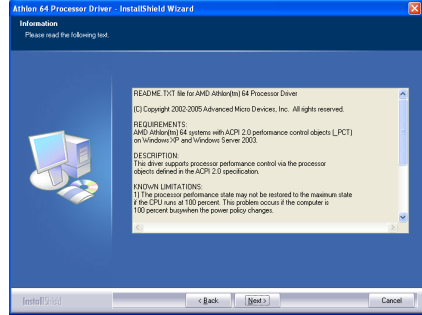 Athlon 64 Processor Driver - InstallShield Wizard
Information
Please read the following text.
README.TXT file for AMD Athlon(tm) 64 Processor Driver
(C) Copyright 2002-2005 Advanced Micro Devices, Inc. All rights reserved.
REQUIREMENTS:
AMD Athlon(tm) 64 systems with ACPI 2.0 performance control objects (_PCT)
on Windows XP and Windows Server 2003.
DESCRIPTION:
This driver supports processor performance control via the processor
objects defined in the ACPI 2.0 specification.
KNOWN LIMITATIONS:
1) The processor performance state may not be restored to the maximum state
if the CPU runs at 100 percent. This problem occurs if the computer is
100 percent busywhen the power policy changes.
InstallShield
< Back
Next >
Cancel